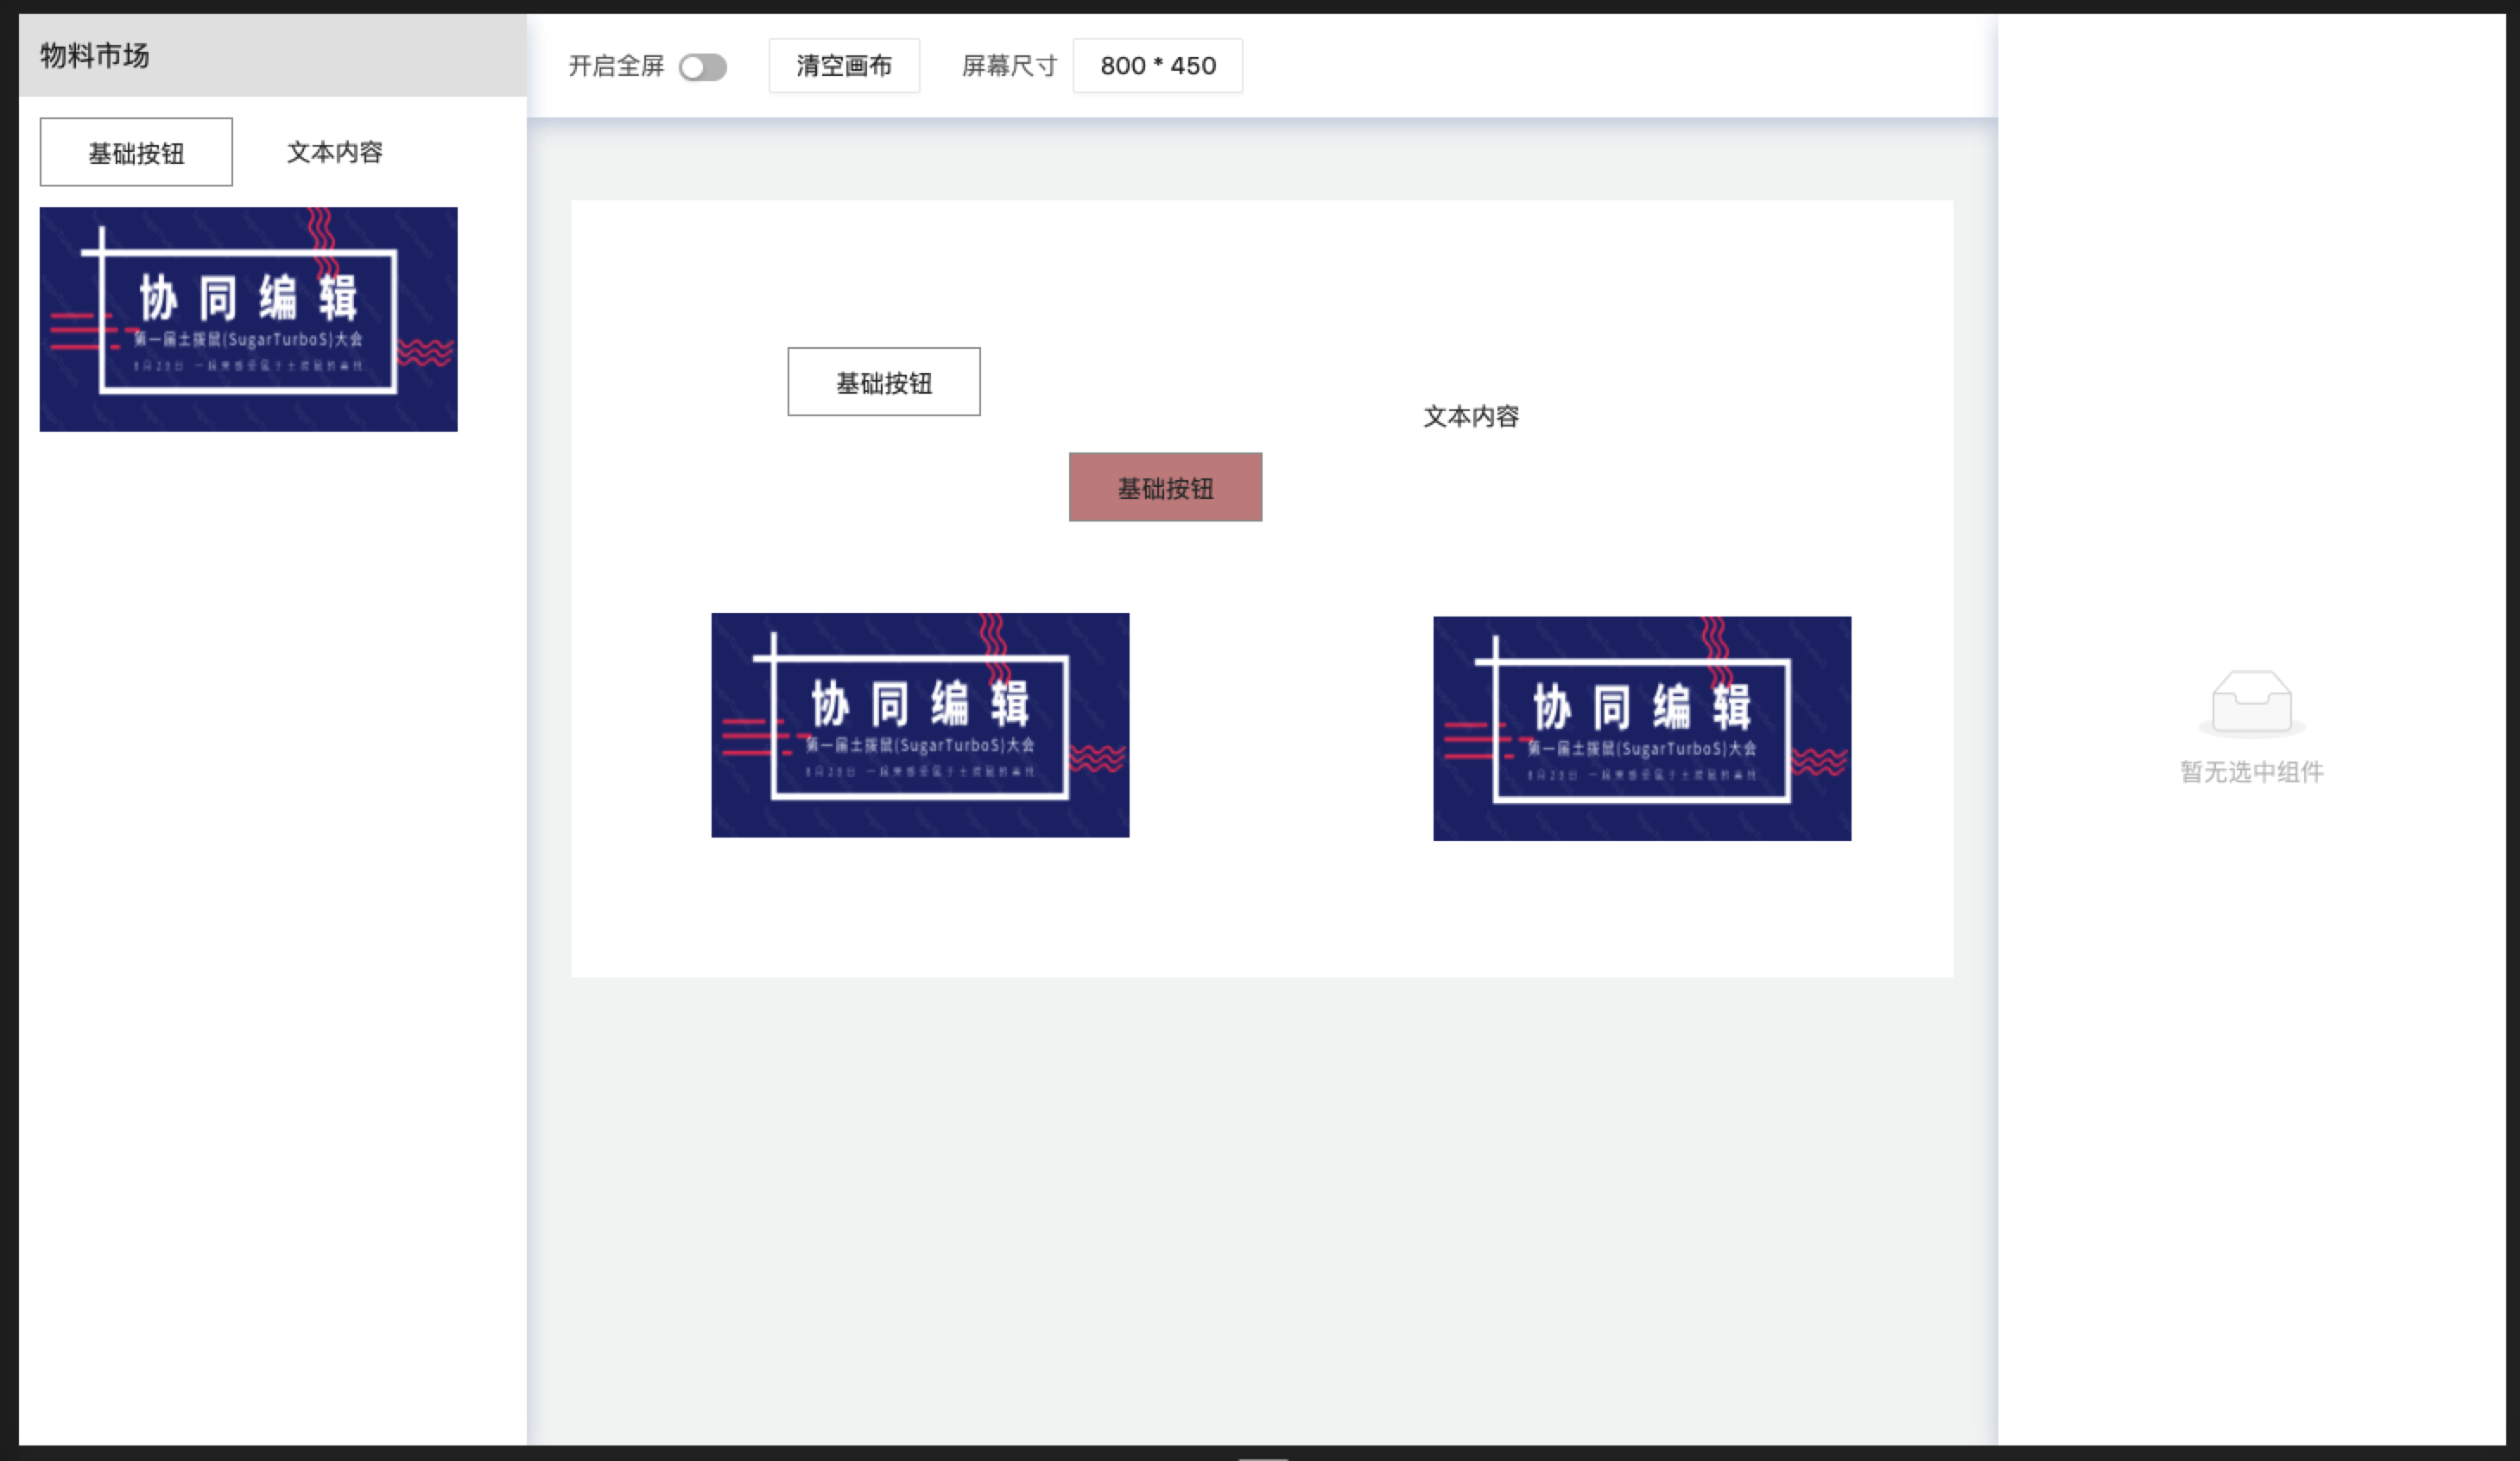 物料市场
开启全屏
清空画布
屏幕尺寸
800 * 450
基础按钮
文本内容
协同编辑
第一届土拨鼠(SugarTurboS)大会
基础按钮
文本内容
基础按钮
协同编辑
第一届土拨鼠(SugarTurboS)大会
协同编辑
第一届土拨鼠(SugarTurboS)大会
暂无选中组件